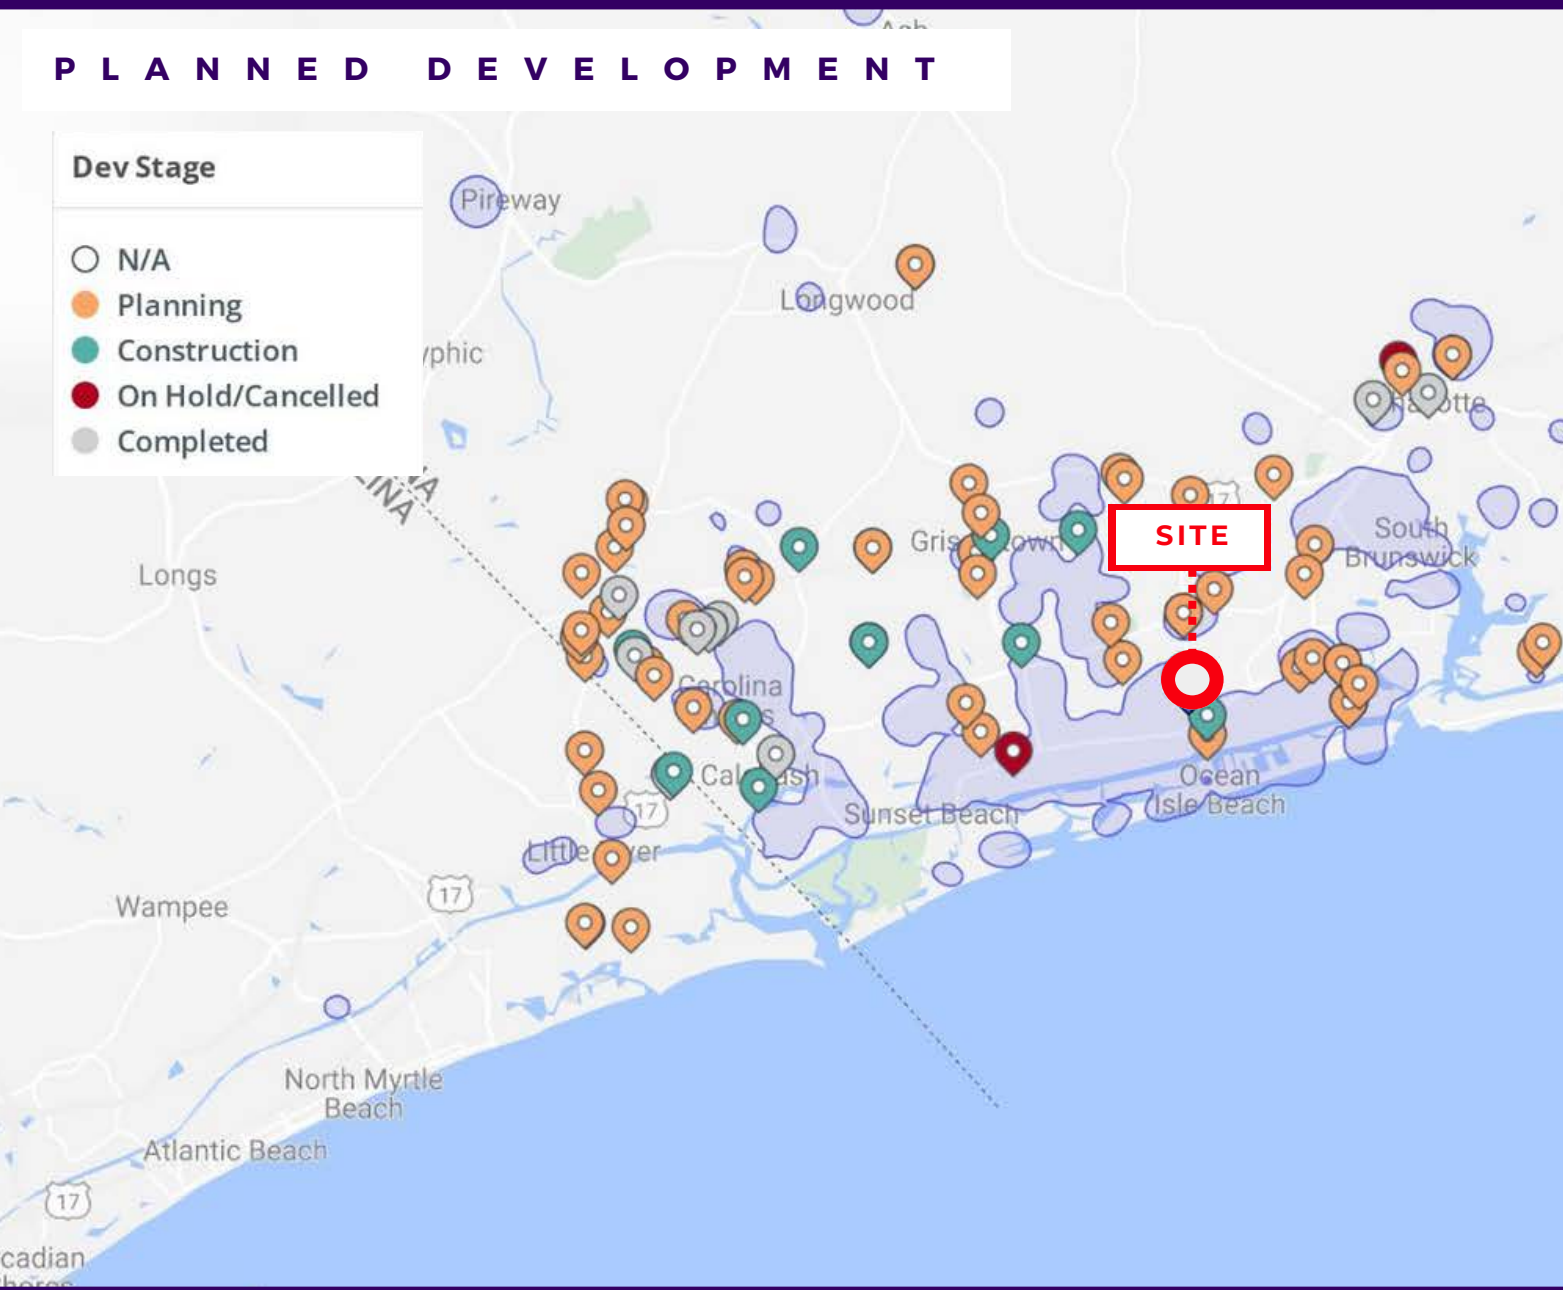 PLANNED DEVELOPMENT
Dev Stage
N/A
Planning
Construction
On Hold/Cancelled
Completed
Pireway
Longwood
Longs
South
Brunswick
17
SITE
Carolina
Sunset Beach
Ocean
Isle Beach
17
Wampee
17
North Myrtle
Beach
Atlantic Beach
17